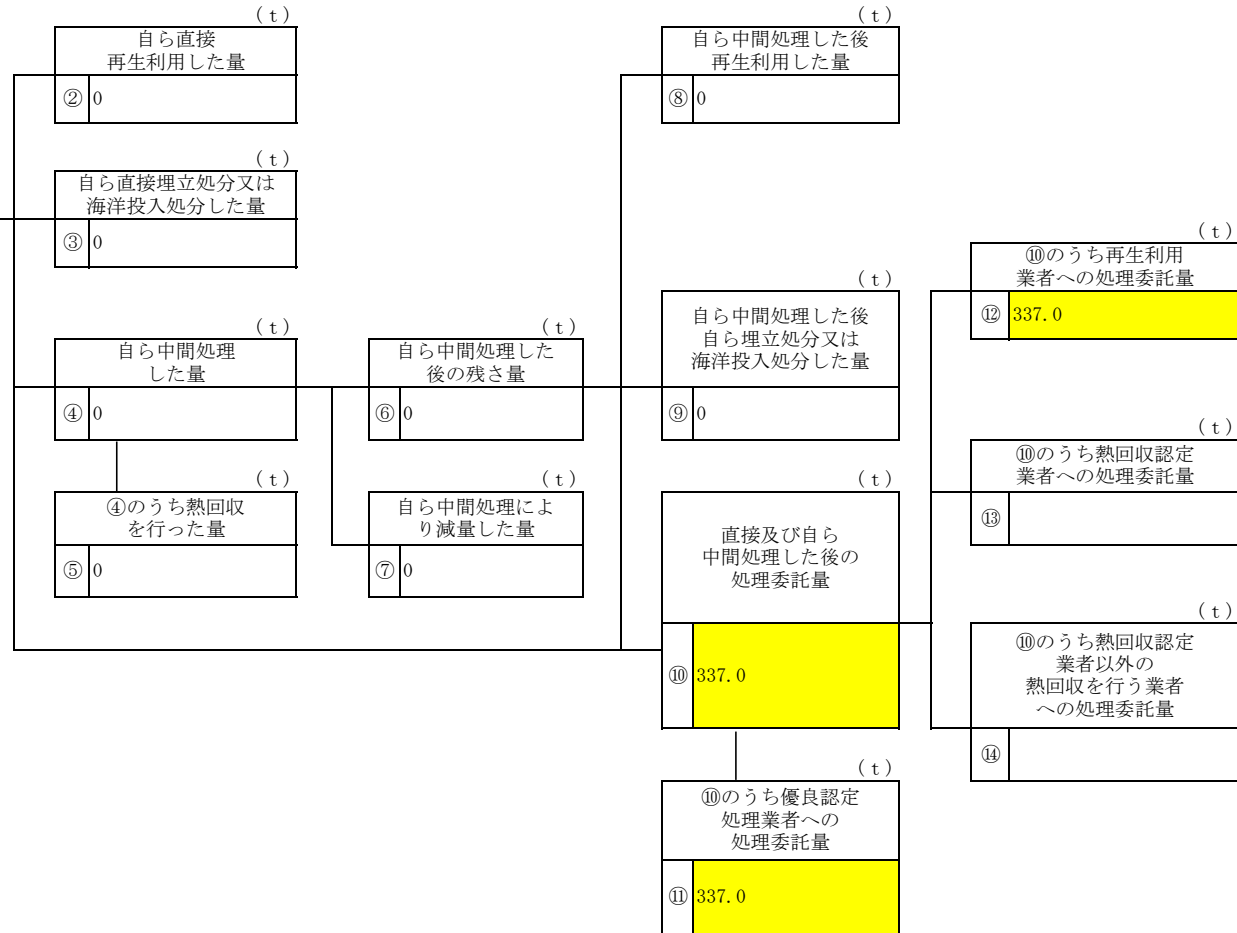 (t)
自ら直接
再生利用した量
② 0
(t)
自ら直接埋立処分又は
海洋投入処分した量
③ 0
(t)
自ら中間処理
した量
④ 0
(t)
④のうち熱回収
を行った量
⑤ 0
(t)
自ら中間処理した
後の残さ量
⑥ 0
(t)
自ら中間処理によ
り減量した量
⑦ 0
(t)
自ら中間処理した後
再生利用した量
⑧ 0
(t)
自ら中間処理した後
自ら埋立処分又は
海洋投入処分した量
⑨ 0
(t)
直接及び自ら
中間処理した後の
処理委託量
⑩ 337.0
(t)
⑩のうち優良認定
処理業者への
処理委託量
⑪ 337.0
(t)
⑩のうち再生利用
業者への処理委託量
⑫ 337.0
(t)
⑩のうち熱回収認定
業者への処理委託量
⑬
(t)
⑩のうち熱回収認定
業者以外の
熱回収を行う業者
への処理委託量
⑭